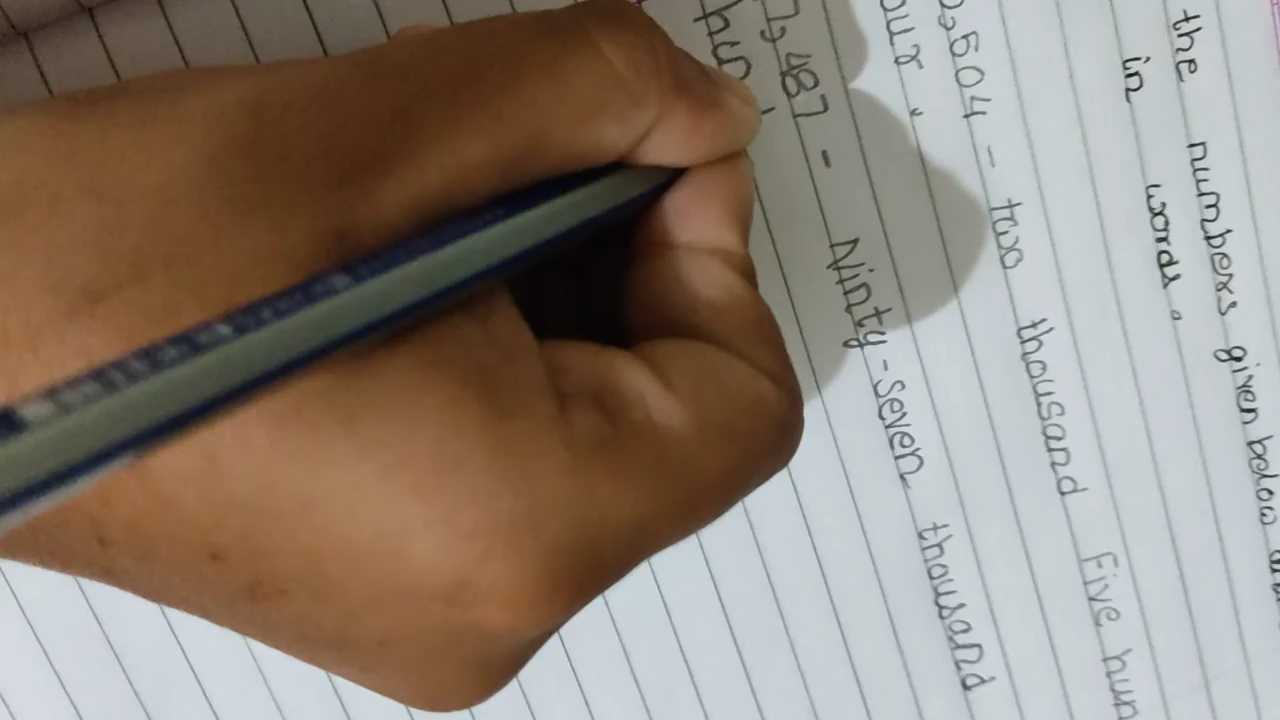 the numbers given below
in words.
2,504 - two thousand Five hun
our.
7,487 - Ninty-seven thousand
hun